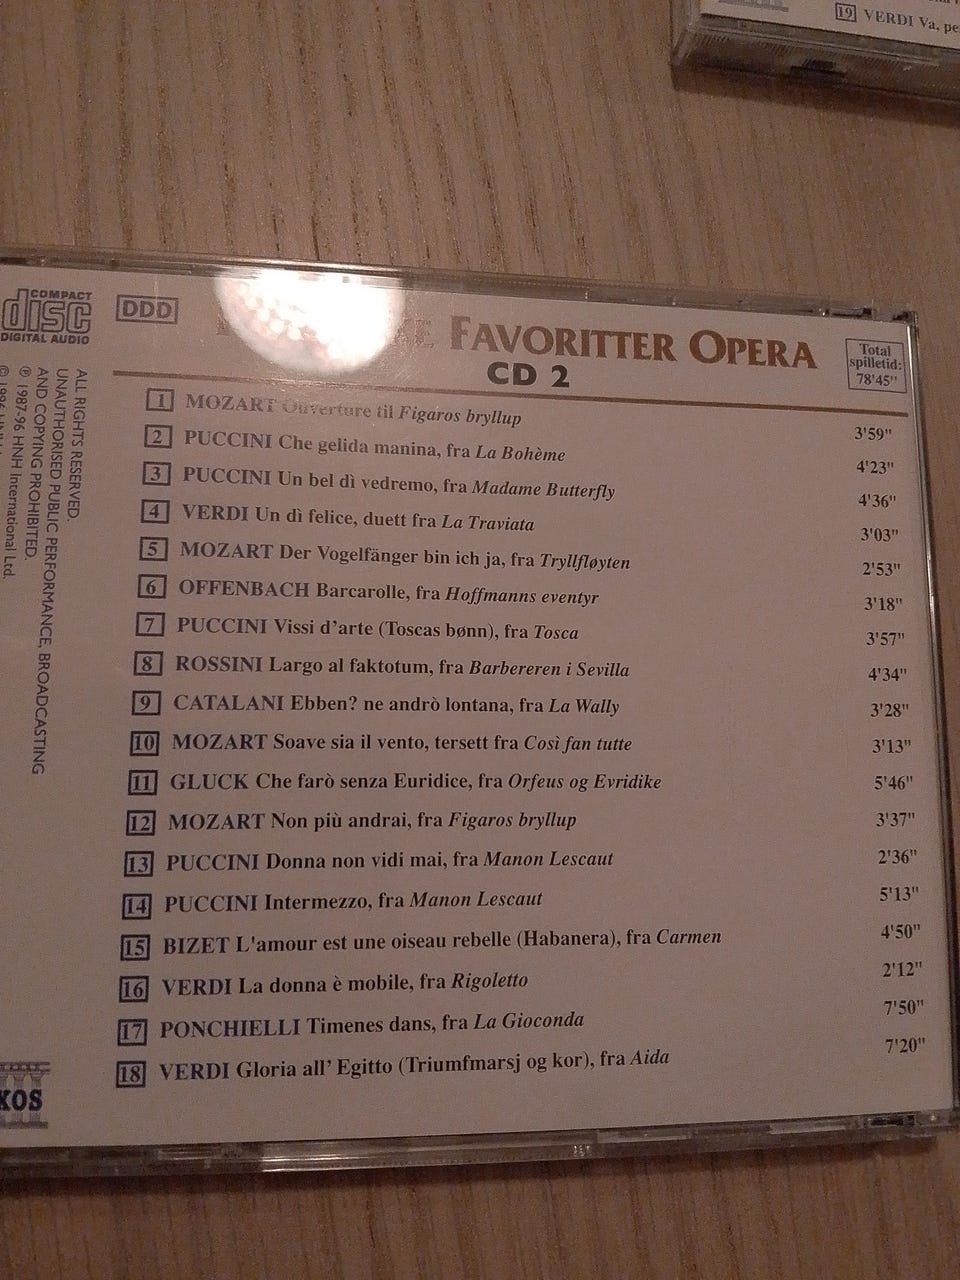 19 VERDI Va, pe
COMPACT
disc
DIGITAL AUDIO
DDD
FAVORITTER OPERA
CD 2
Total
spilletid:
78'45"
1 MOZART Ouverture til Figaros bryllup 3'59"
2 PUCCINI Che gelida manina, fra La Bohème 4'23"
3 PUCCINI Un bel dì vedremo, fra Madame Butterfly 4'36"
4 VERDI Un dì felice, duett fra La Traviata 3'03"
5 MOZART Der Vogelfänger bin ich ja, fra Tryllfløyten 2'53"
6 OFFENBACH Barcarolle, fra Hoffmanns eventyr 3'18"
7 PUCCINI Vissi d'arte (Toscas bønn), fra Tosca 3'57"
8 ROSSINI Largo al faktotum, fra Barbereren i Sevilla 4'34"
9 CATALANI Ebben? ne andrò lontana, fra La Wally 3'28"
10 MOZART Soave sia il vento, tersett fra Così fan tutte 3'13"
11 GLUCK Che farò senza Euridice, fra Orfeus og Evridike 5'46"
12 MOZART Non più andrai, fra Figaros bryllup 3'37"
13 PUCCINI Donna non vidi mai, fra Manon Lescaut 2'36"
14 PUCCINI Intermezzo, fra Manon Lescaut 5'13"
15 BIZET L'amour est une oiseau rebelle (Habanera), fra Carmen 4'50"
16 VERDI La donna è mobile, fra Rigoletto 2'12"
17 PONCHIELLI Timenes dans, fra La Gioconda 7'50"
18 VERDI Gloria all' Egitto (Triumfmarsj og kor), fra Aida 7'20"
ALL RIGHTS RESERVED.
UNAUTHORISED PUBLIC PERFORMANCE, BROADCASTING
AND COPYING PROHIBITED.
℗ 1987-96 HNH International Ltd.
© 1996 HNH
XOS